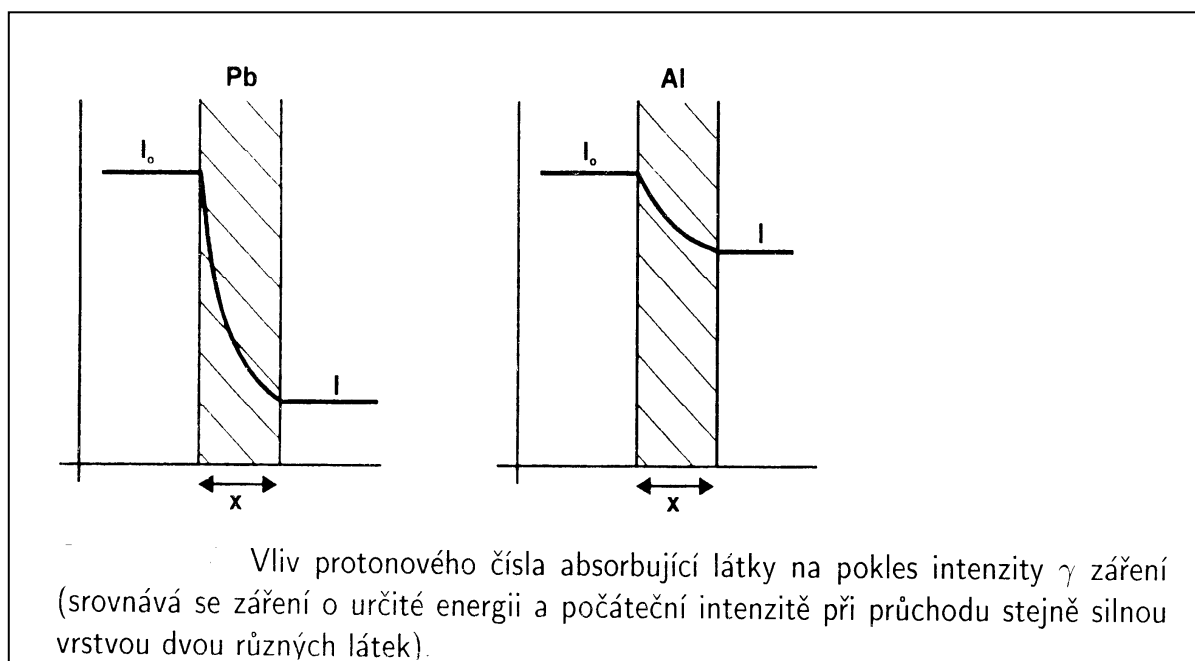 Pb
Al
I₀
I
I₀
I
x
x
Vliv protonového čísla absorbující látky na pokles intenzity γ záření
(srovnává se záření o určité energii a počáteční intenzitě při průchodu stejně silnou
vrstvou dvou různých látek).